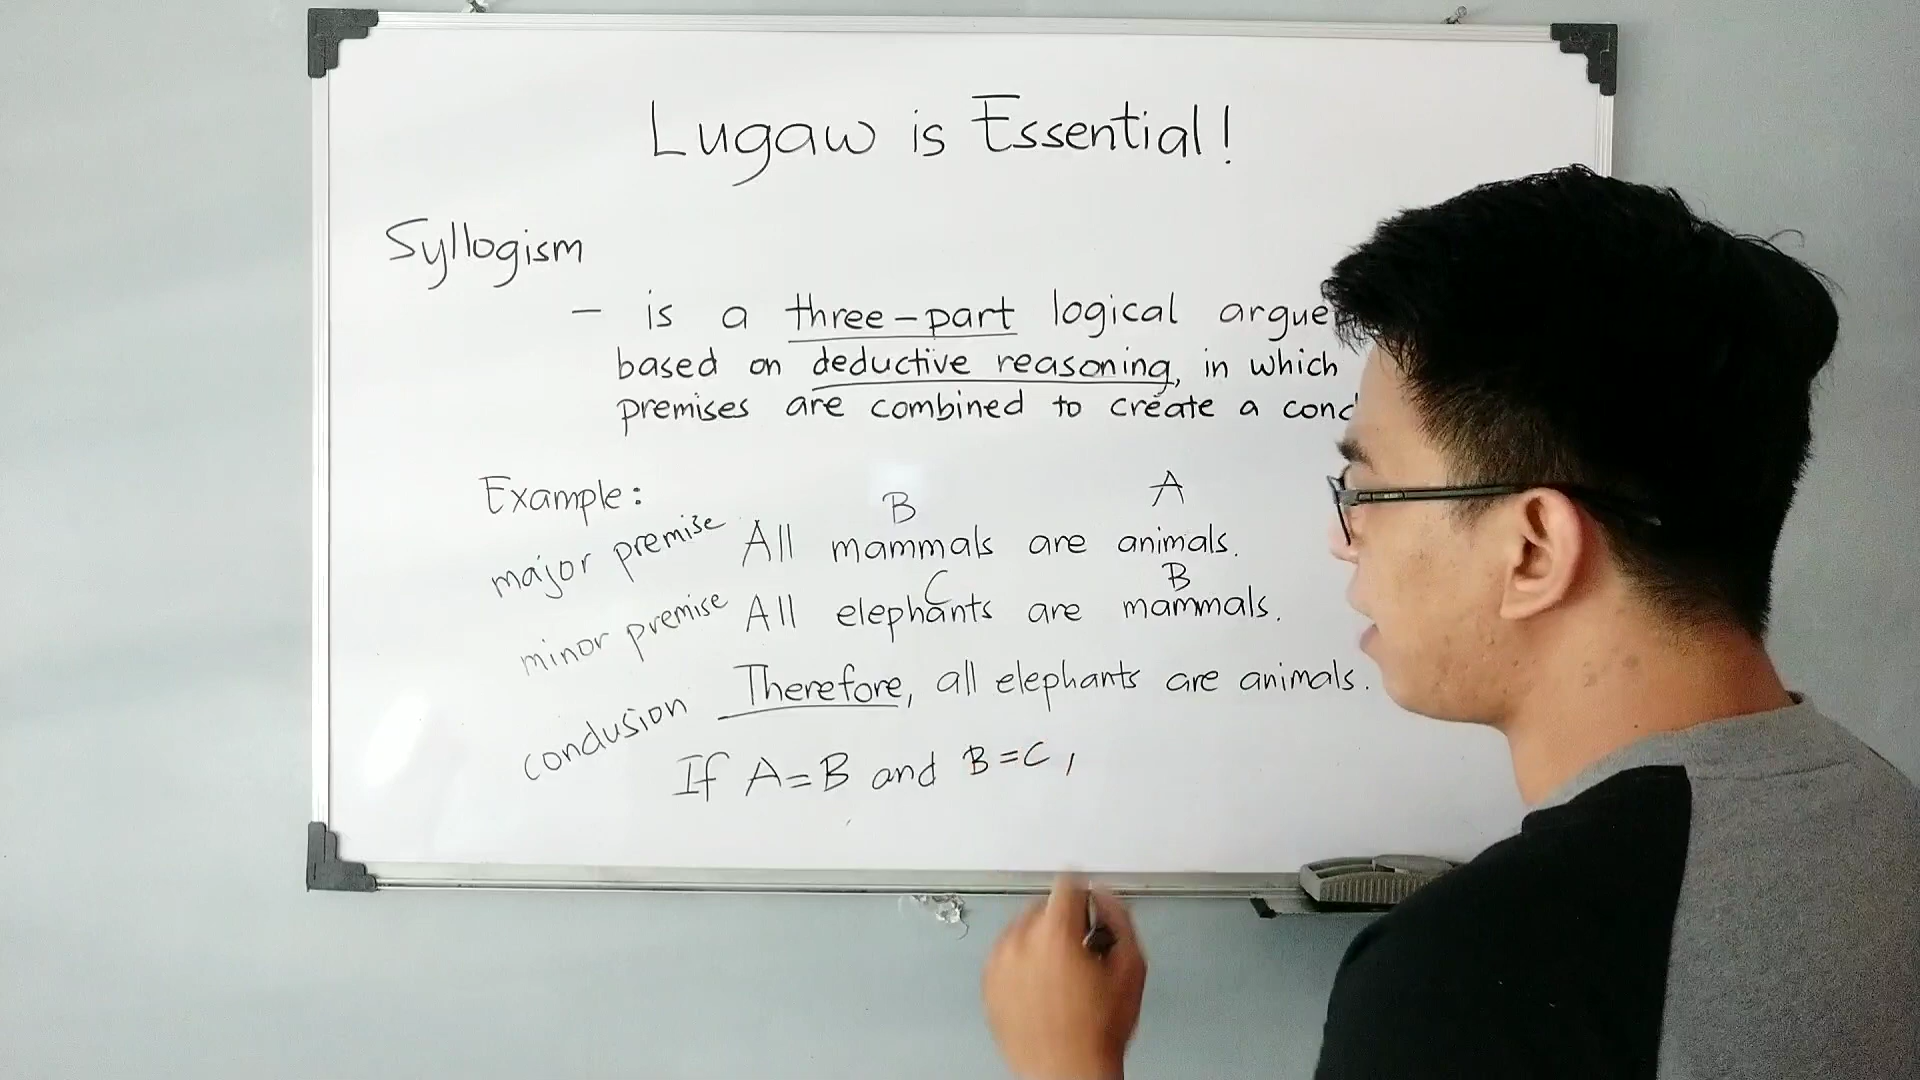 Lugaw is Essential!
Syllogism
– is a three-part logical
based on deductive reasoning, in which
premises are combined to create a
Example:
B A
major premise All mammals are animals.
C B
minor premise All elephants are mammals.
conclusion Therefore, all elephants are animals.
If A=B and B=C,